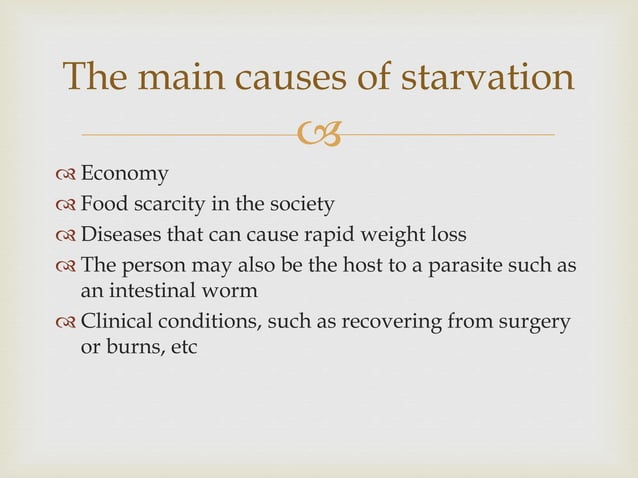 The main causes of starvation
Economy
Food scarcity in the society
Diseases that can cause rapid weight loss
The person may also be the host to a parasite such as
an intestinal worm
Clinical conditions, such as recovering from surgery
or burns, etc